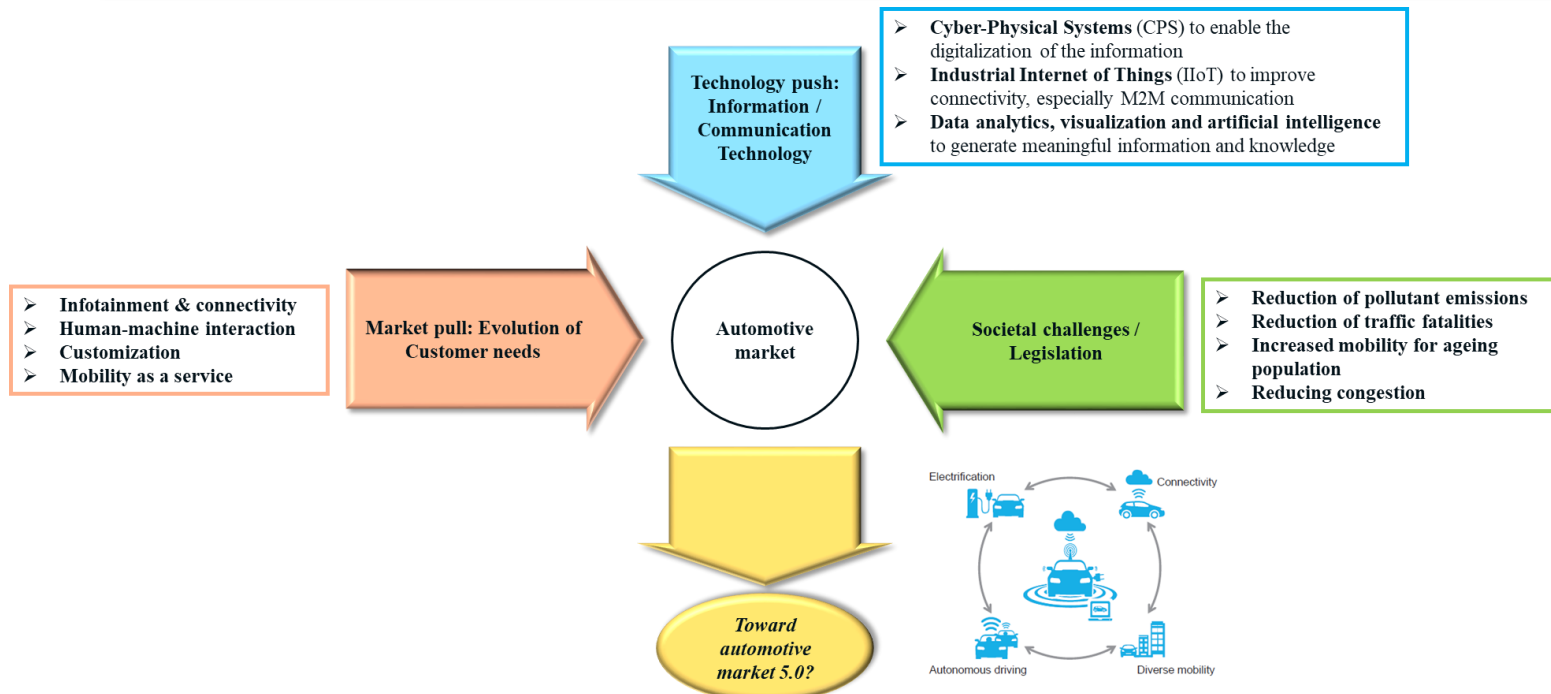 ➢ Cyber-Physical Systems (CPS) to enable the
digitalization of the information
➢ Industrial Internet of Things (IIoT) to improve
connectivity, especially M2M communication
➢ Data analytics, visualization and artificial intelligence
to generate meaningful information and knowledge
Technology push:
Information /
Communication
Technology
➢ Infotainment & connectivity
➢ Human-machine interaction
➢ Customization
➢ Mobility as a service
Market pull: Evolution of
Customer needs
Automotive
market
Societal challenges /
Legislation
➢ Reduction of pollutant emissions
➢ Reduction of traffic fatalities
➢ Increased mobility for ageing
population
➢ Reducing congestion
Electrification
Connectivity
Autonomous driving
Diverse mobility
Toward
automotive
market 5.0?